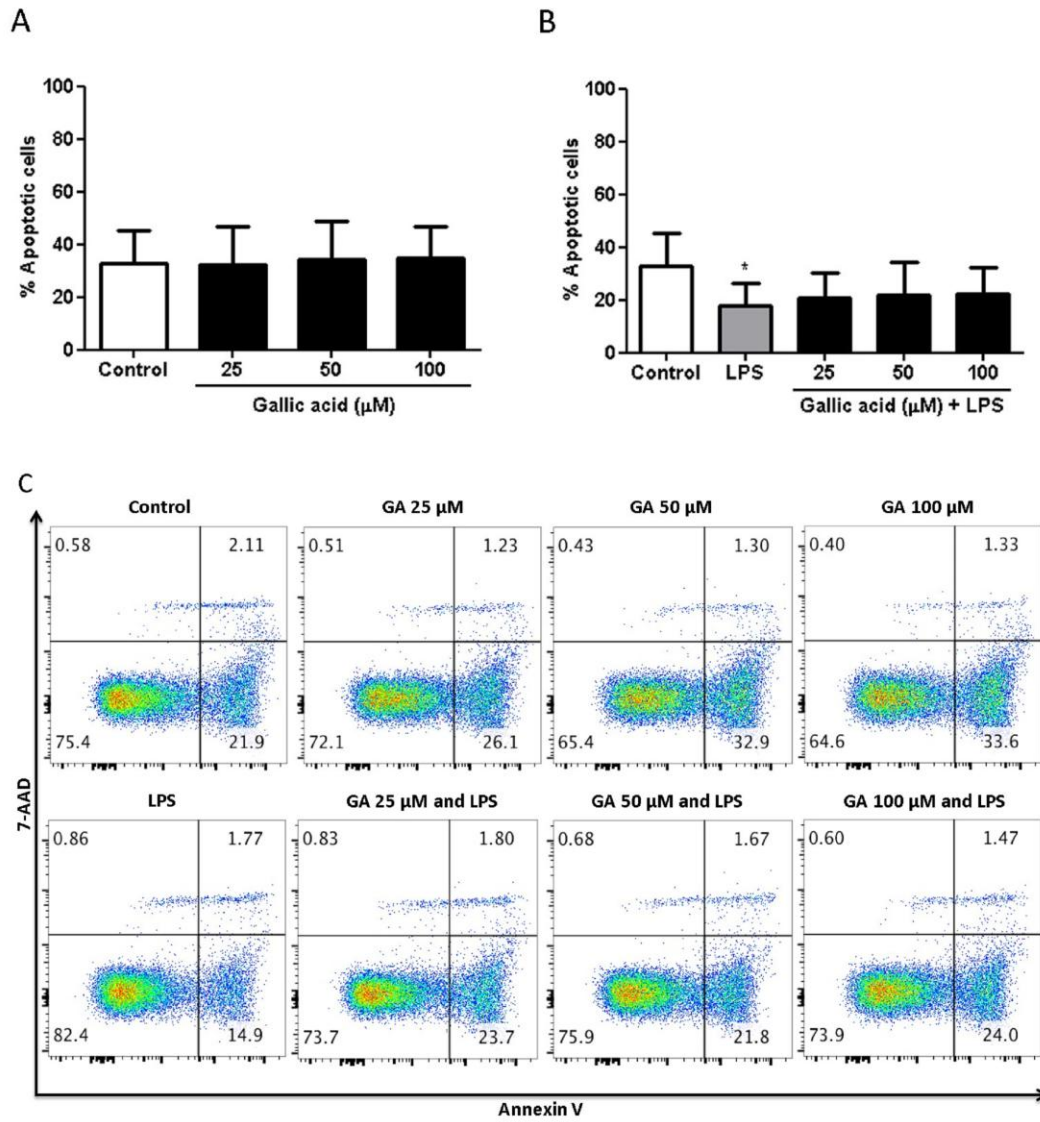 A
B
100
80
60
40
20
0
% Apoptotic cells
Control 25 50 100
Gallic acid (μM)
100
80
60
40
20
0
% Apoptotic cells
*
Control LPS 25 50 100
Gallic acid (μM) + LPS
C
Control GA 25 μM GA 50 μM GA 100 μM
0.58 2.11 0.51 1.23 0.43 1.30 0.40 1.33
75.4 21.9 72.1 26.1 65.4 32.9 64.6 33.6
LPS GA 25 μM and LPS GA 50 μM and LPS GA 100 μM and LPS
0.86 1.77 0.83 1.80 0.68 1.67 0.60 1.47
82.4 14.9 73.7 23.7 75.9 21.8 73.9 24.0
7-AAD
Annexin V